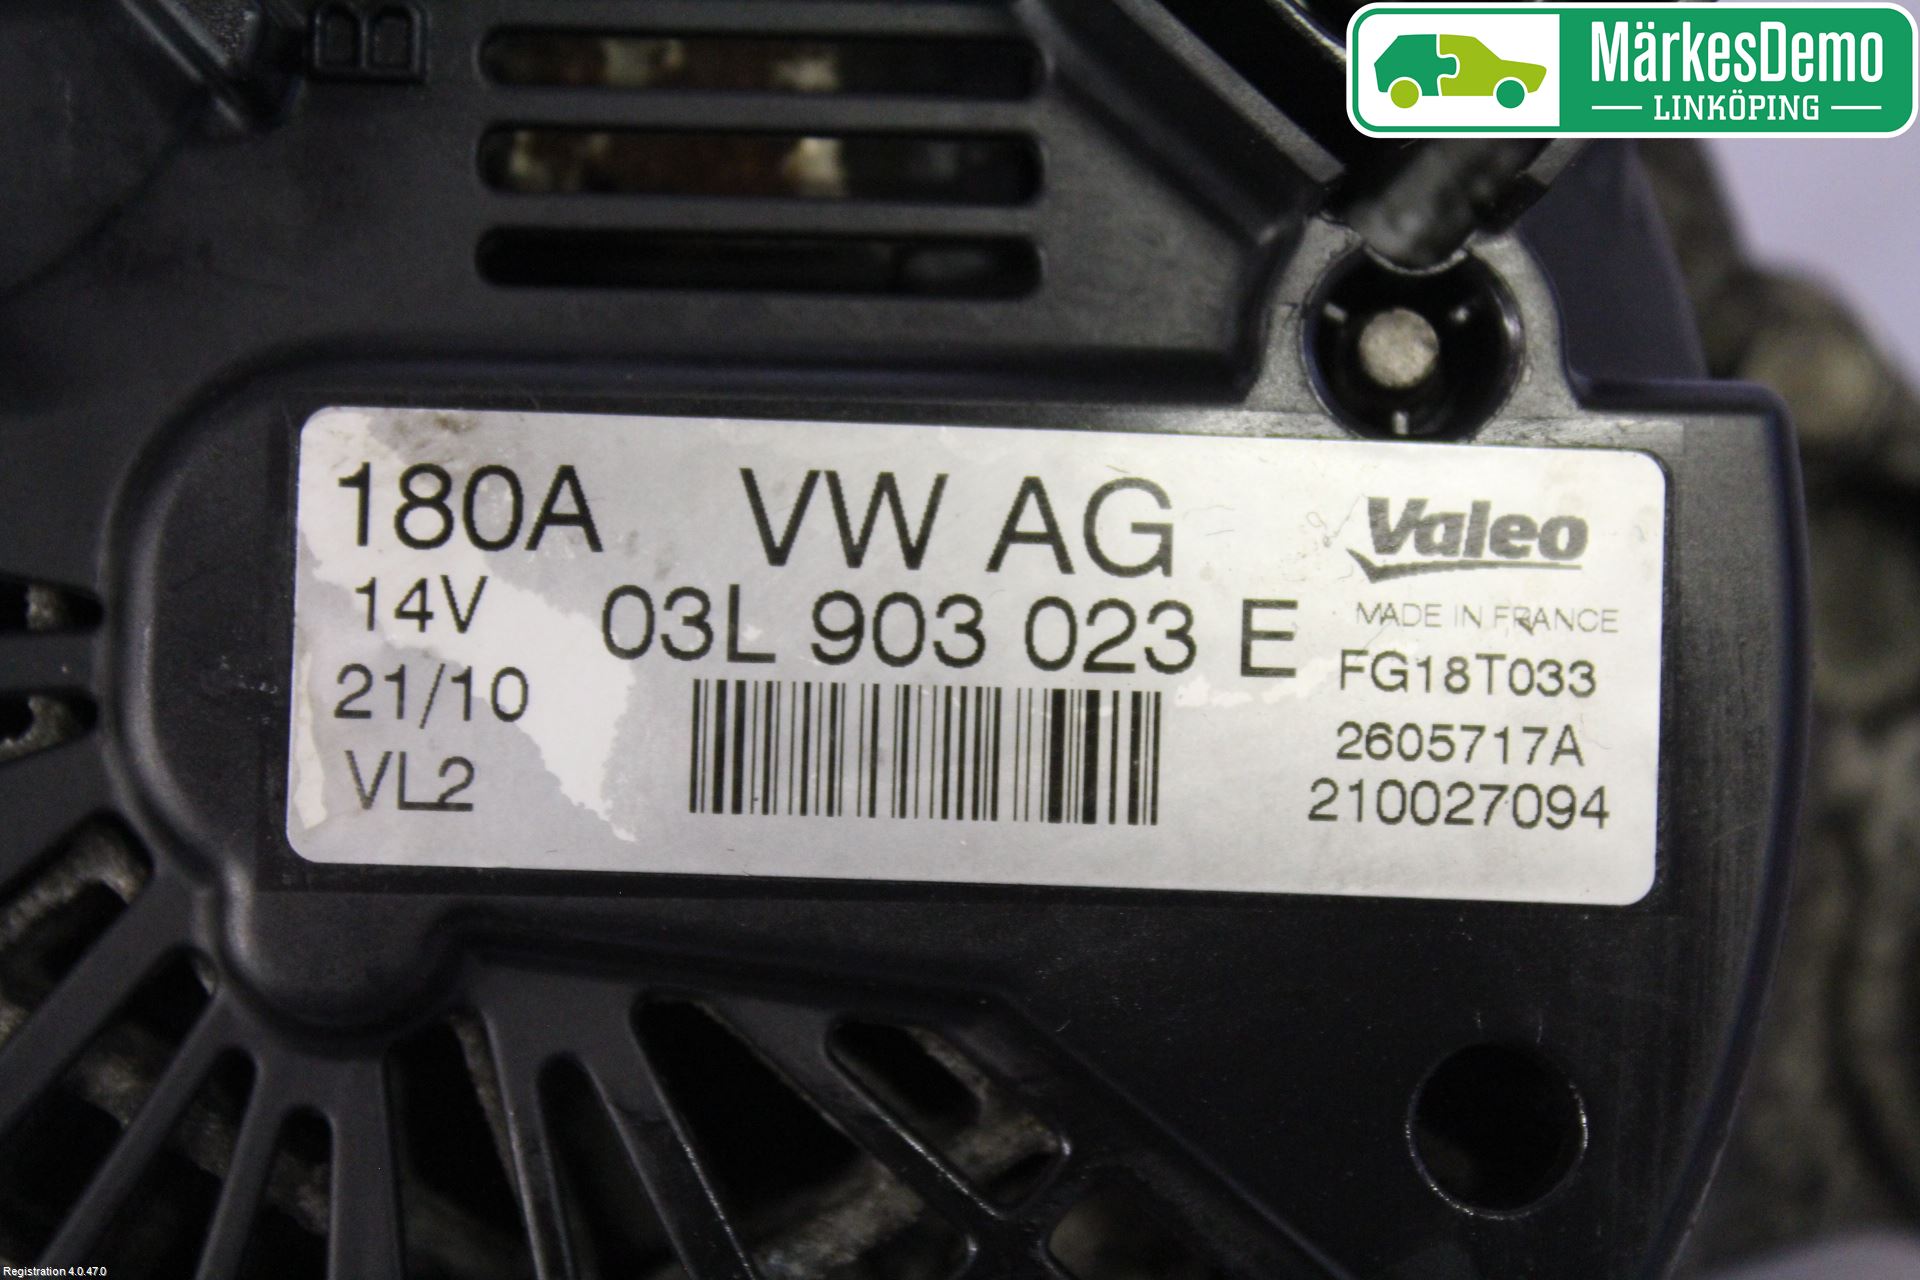 B
MärkesDemo
LINKÖPING
180A
14V
21/10
VL2
VW AG
03L 903 023 E
Valeo
MADE IN FRANCE
FG18T033
2605717A
210027094
Registration 4.0.47.0